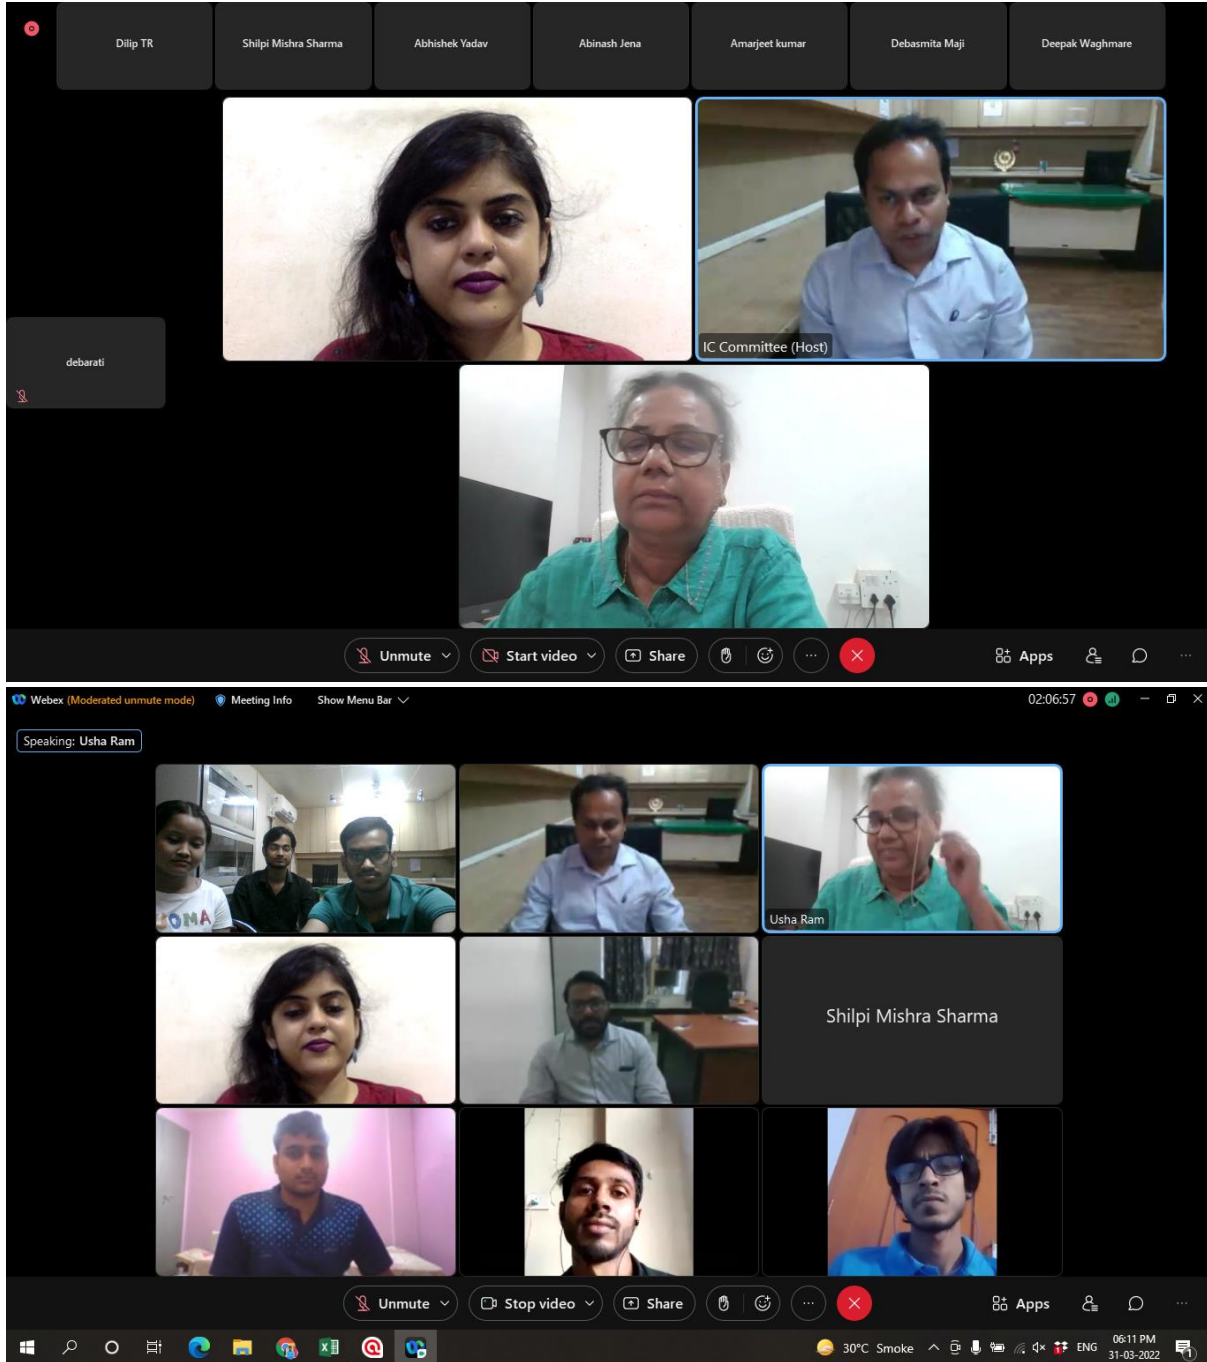 Dilip TR
Shilpi Mishra Sharma
Abhishek Yadav
Abinash Jena
Amarjeet kumar
Debasmita Maji
Deepak Waghmare
IC Committee (Host)
debarati
Unmute
Start video
Share
Apps
Webex (Moderated unmute mode)
Meeting Info
Show Menu Bar
02:06:57
Speaking: Usha Ram
Usha Ram
Shilpi Mishra Sharma
Unmute
Stop video
Share
Apps
30°C Smoke
ENG
06:11 PM
31-03-2022
1